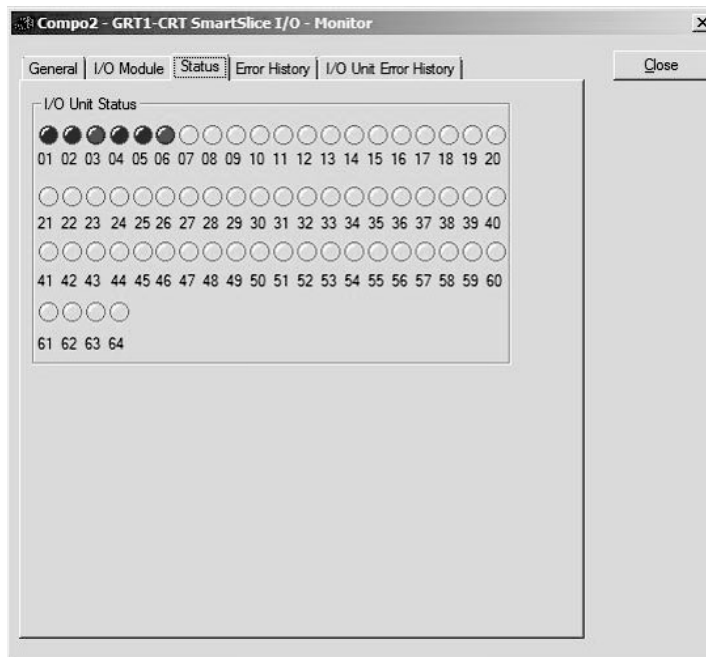 Compo2 - GRT1-CRT SmartSlice I/O - Monitor
General I/O Module Status Error History I/O Unit Error History Close
I/O Unit Status
01 02 03 04 05 06 07 08 09 10 11 12 13 14 15 16 17 18 19 20
21 22 23 24 25 26 27 28 29 30 31 32 33 34 35 36 37 38 39 40
41 42 43 44 45 46 47 48 49 50 51 52 53 54 55 56 57 58 59 60
61 62 63 64